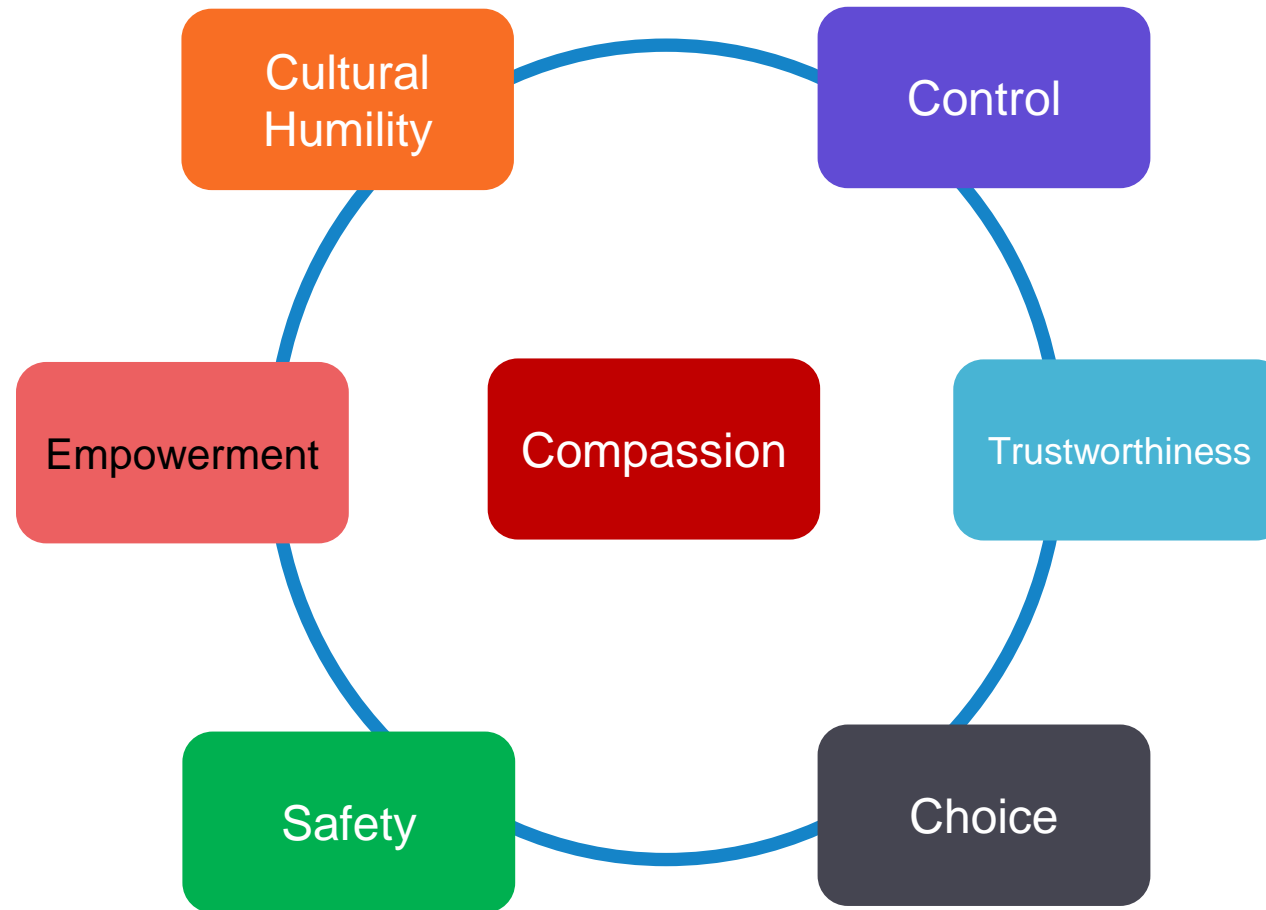 Cultural
Humility
Control
Empowerment
Compassion
Trustworthiness
Safety
Choice